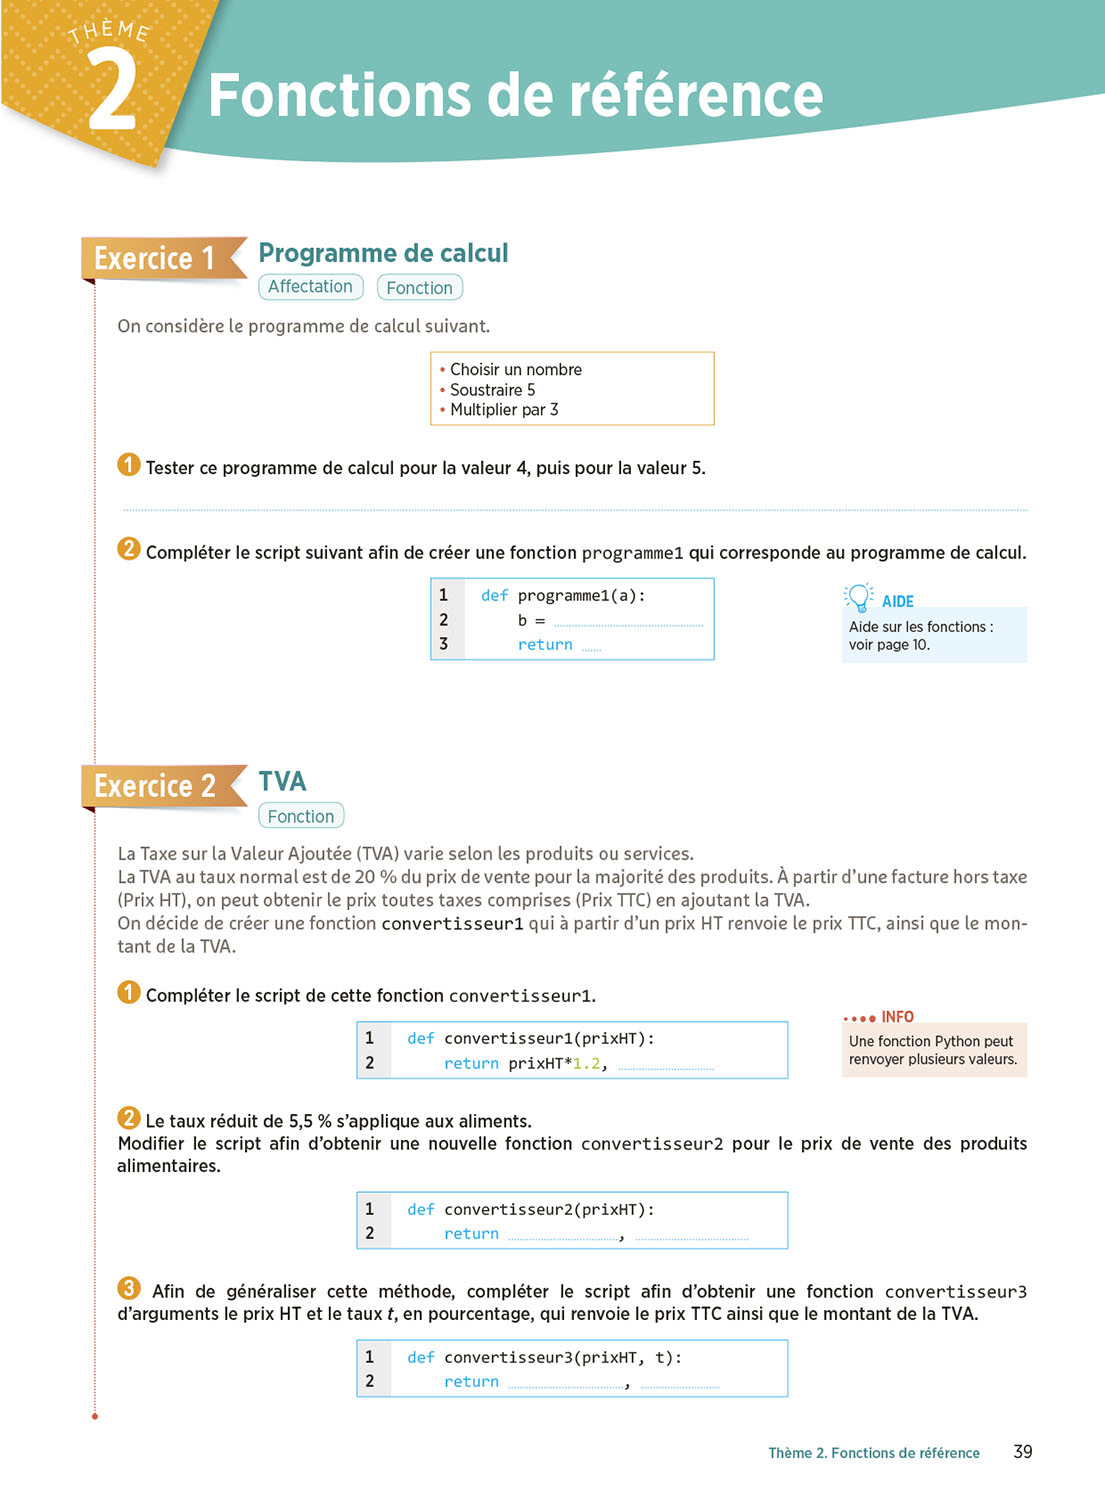 THÈME
2
Fonctions de référence
Exercice 1
Programme de calcul
Affectation
Fonction
On considère le programme de calcul suivant.
• Choisir un nombre
• Soustraire 5
• Multiplier par 3
1 Tester ce programme de calcul pour la valeur 4, puis pour la valeur 5.
2 Compléter le script suivant afin de créer une fonction programme1 qui corresponde au programme de calcul.
1 def programme1(a):
2 b =
3 return
AIDE
Aide sur les fonctions :
voir page 10.
Exercice 2
TVA
Fonction
La Taxe sur la Valeur Ajoutée (TVA) varie selon les produits ou services.
La TVA au taux normal est de 20 % du prix de vente pour la majorité des produits. À partir d'une facture hors taxe
(Prix HT), on peut obtenir le prix toutes taxes comprises (Prix TTC) en ajoutant la TVA.
On décide de créer une fonction convertisseur1 qui à partir d'un prix HT renvoie le prix TTC, ainsi que le mon-
tant de la TVA.
1 Compléter le script de cette fonction convertisseur1.
1 def convertisseur1(prixHT):
2 return prixHT*1.2,
INFO
Une fonction Python peut
renvoyer plusieurs valeurs.
2 Le taux réduit de 5,5 % s'applique aux aliments.
Modifier le script afin d'obtenir une nouvelle fonction convertisseur2 pour le prix de vente des produits
alimentaires.
1 def convertisseur2(prixHT):
2 return ,
3 Afin de généraliser cette méthode, compléter le script afin d'obtenir une fonction convertisseur3
d'arguments le prix HT et le taux t, en pourcentage, qui renvoie le prix TTC ainsi que le montant de la TVA.
1 def convertisseur3(prixHT, t):
2 return ,
Thème 2. Fonctions de référence 39